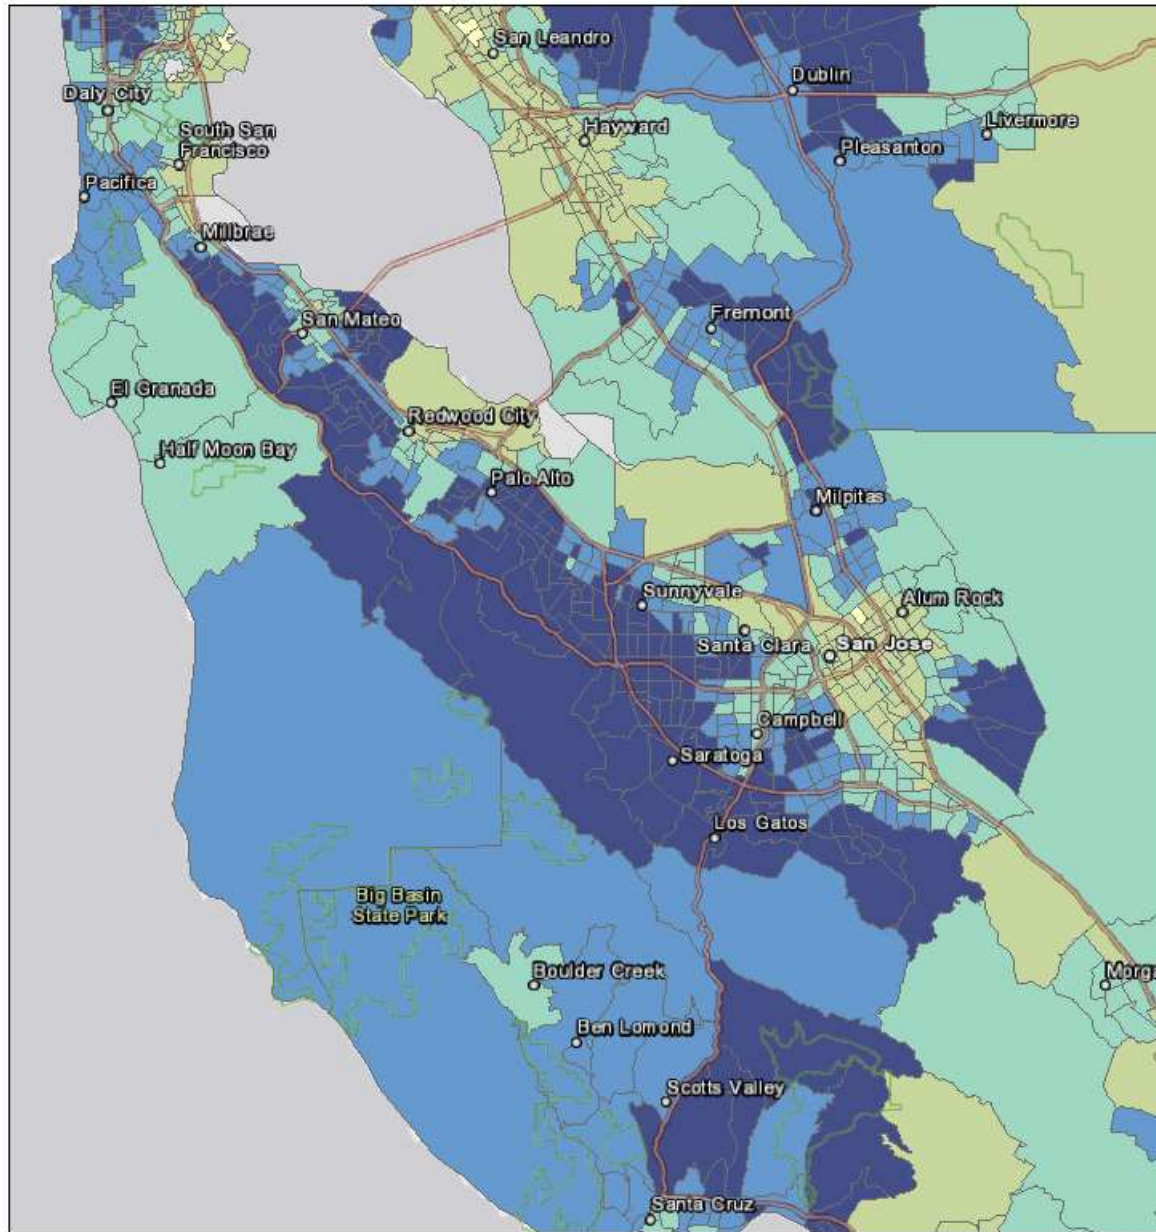 San Leandro
Dublin
Daly City
Livermore
Hayward
South San
Francisco
Pleasanton
Pacifica
Millbrae
San Mateo
Fremont
El Granada
Redwood City
Half Moon Bay
Palo Alto
Milpitas
Sunnyvale
Alum Rock
Santa Clara
San Jose
Campbell
Saratoga
Los Gatos
Big Basin
State Park
Boulder Creek
Morga
Ben Lomond
Scotts Valley
Santa Cruz